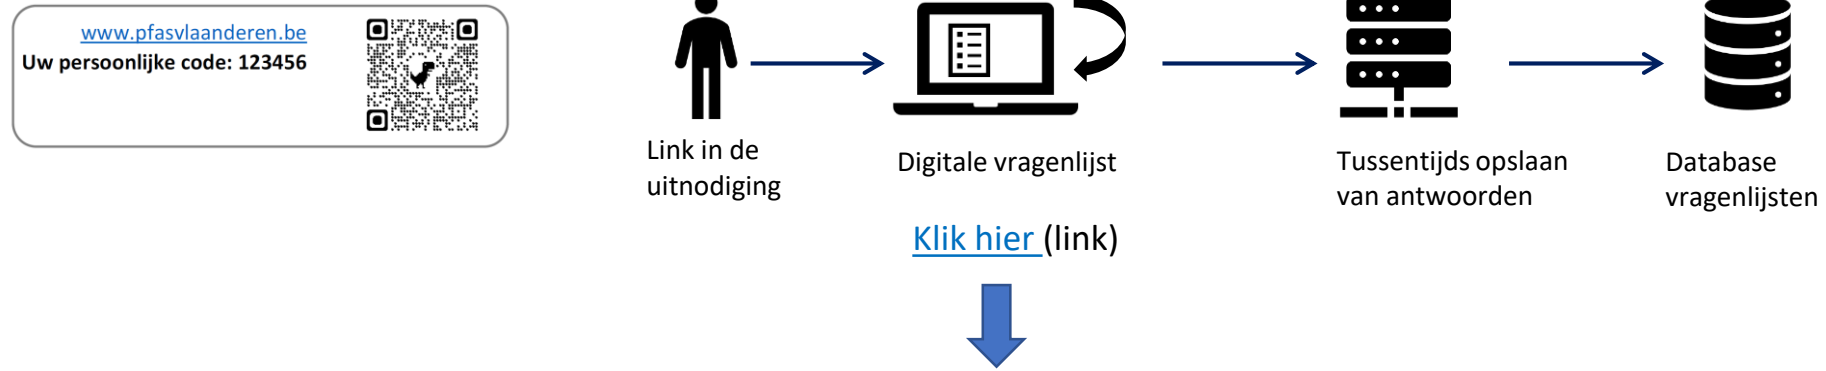 www.pfasvlaanderen.be
Uw persoonlijke code: 123456
Link in de
uitnodiging
Digitale vragenlijst
Tussentijds opslaan
van antwoorden
Database
vragenlijsten
Klik hier (link)